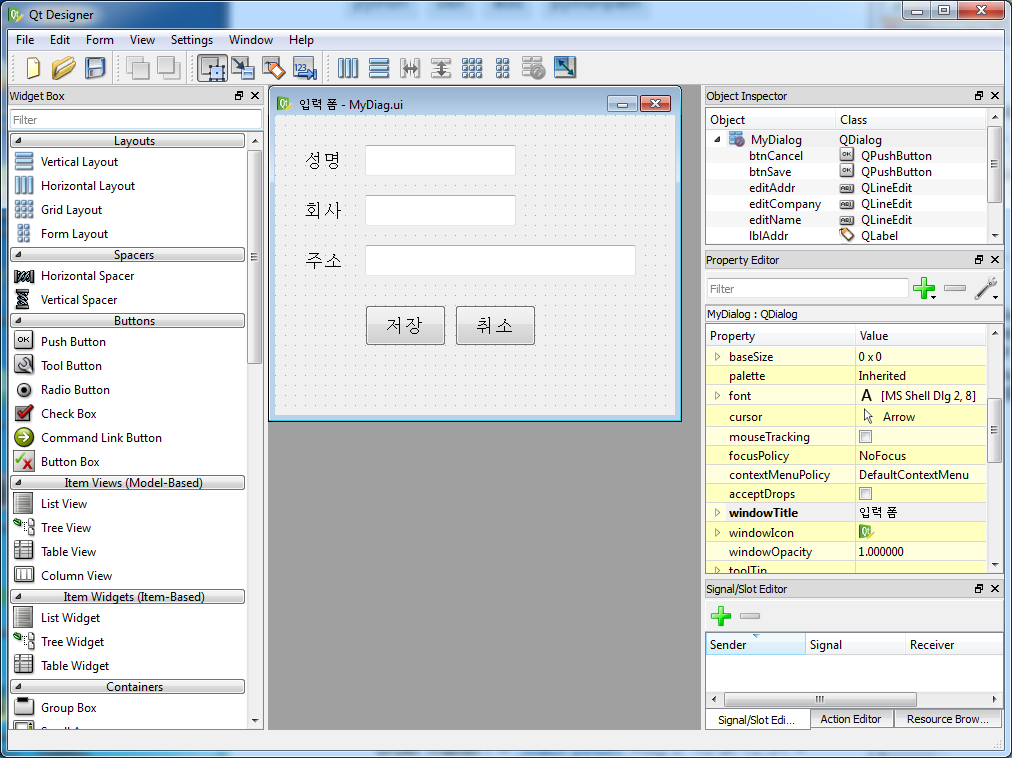 Qt Designer
File Edit Form View Settings Window Help
Widget Box
Filter
Layouts
Vertical Layout
Horizontal Layout
Grid Layout
Form Layout
Spacers
Horizontal Spacer
Vertical Spacer
Buttons
OK Push Button
Tool Button
Radio Button
Check Box
Command Link Button
Button Box
Item Views (Model-Based)
List View
Tree View
Table View
Column View
Item Widgets (Item-Based)
List Widget
Tree Widget
Table Widget
Containers
Group Box
입력 폼 - MyDiag.ui
성명
회사
주소
저장 취소
Object Inspector
Object Class
MyDialog QDialog
btnCancel OK QPushButton
btnSave OK QPushButton
editAddr ABI QLineEdit
editCompany ABI QLineEdit
editName ABI QLineEdit
lblAddr QLabel
Property Editor
Filter
MyDialog : QDialog
Property Value
baseSize 0 x 0
palette Inherited
font A [MS Shell Dlg 2, 8]
cursor Arrow
mouseTracking
focusPolicy NoFocus
contextMenuPolicy DefaultContextMenu
acceptDrops
windowTitle 입력 폼
windowIcon
windowOpacity 1.000000
toolTip
Signal/Slot Editor
Sender Signal Receiver
Signal/Slot Edi... Action Editor Resource Brow...